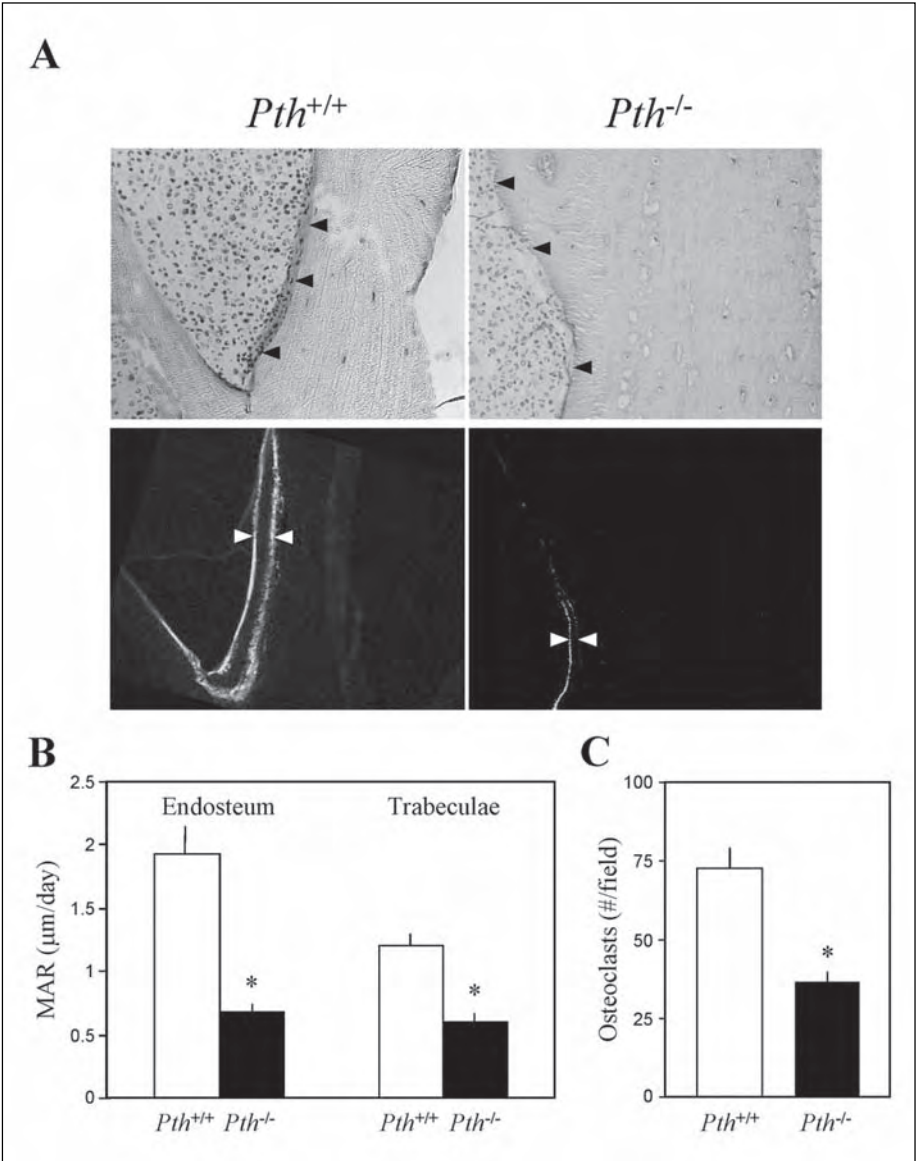 A
Pth+/+ Pth-/-
B
2.5
2
1.5
1
0.5
0
MAR (µm/day)
Endosteum Trabeculae
*
*
Pth+/+ Pth-/- Pth+/+ Pth-/-
C
100
75
50
25
0
Osteoclasts (#/field)
*
Pth+/+ Pth-/-